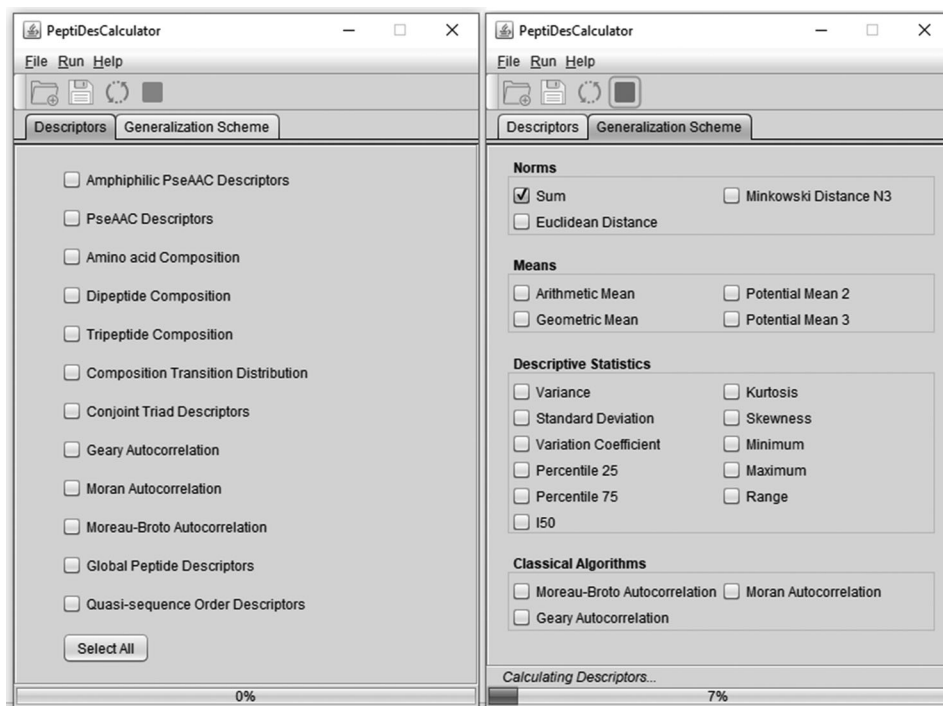 PeptiDesCalculator
File Run Help
Descriptors Generalization Scheme
Amphiphilic PseAAC Descriptors
PseAAC Descriptors
Amino acid Composition
Dipeptide Composition
Tripeptide Composition
Composition Transition Distribution
Conjoint Triad Descriptors
Geary Autocorrelation
Moran Autocorrelation
Moreau-Broto Autocorrelation
Global Peptide Descriptors
Quasi-sequence Order Descriptors
Select All
0%
PeptiDesCalculator
File Run Help
Descriptors Generalization Scheme
Norms
Sum Minkowski Distance N3
Euclidean Distance
Means
Arithmetic Mean Potential Mean 2
Geometric Mean Potential Mean 3
Descriptive Statistics
Variance Kurtosis
Standard Deviation Skewness
Variation Coefficient Minimum
Percentile 25 Maximum
Percentile 75 Range
I50
Classical Algorithms
Moreau-Broto Autocorrelation Moran Autocorrelation
Geary Autocorrelation
Calculating Descriptors...
7%